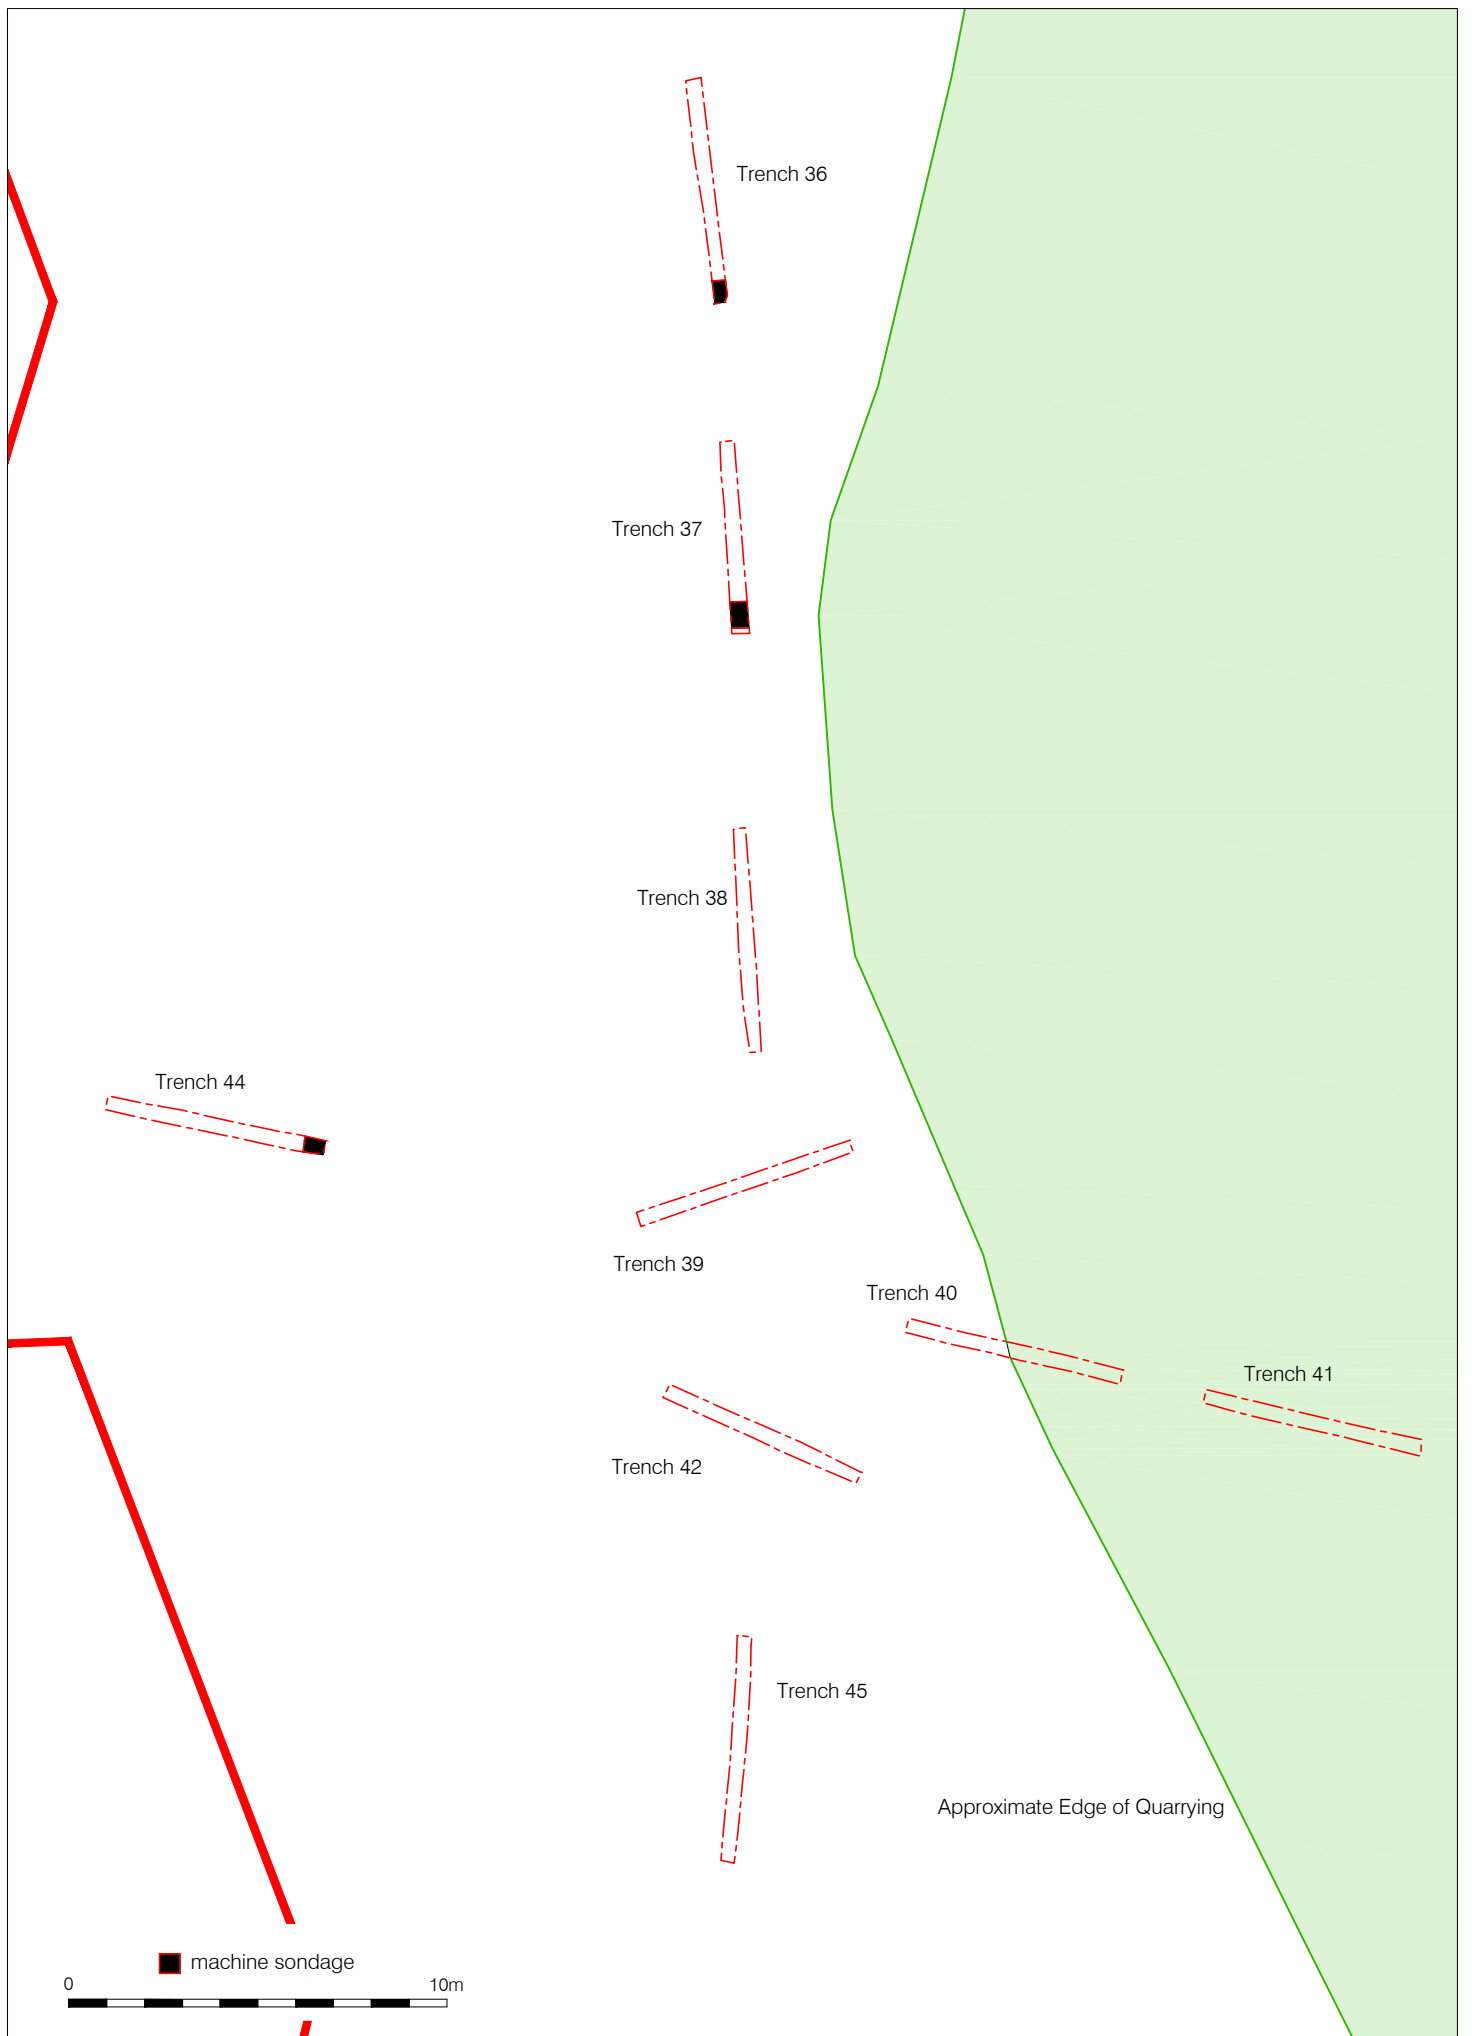 Trench 36
Trench 37
Trench 38
Trench 44
Trench 39
Trench 40
Trench 41
Trench 42
Trench 45
Approximate Edge of Quarrying
machine sondage
0 10m